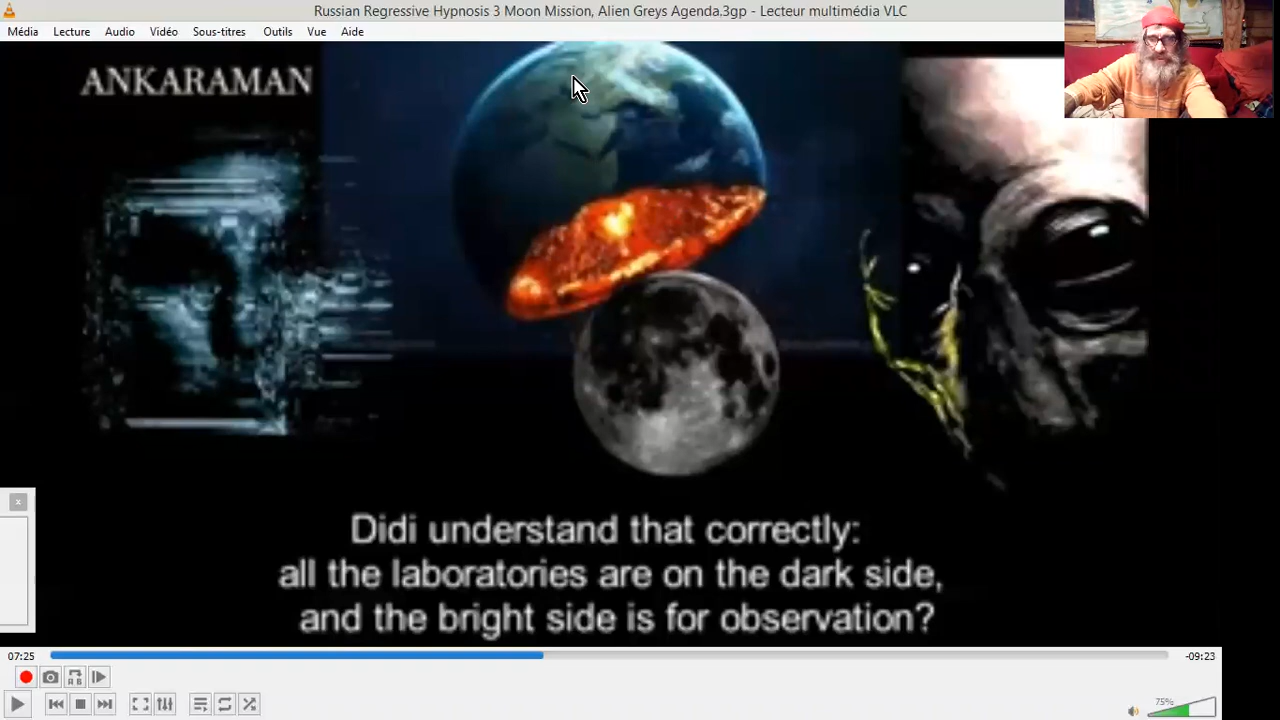 Russian Regressive Hypnosis 3 Moon Mission, Alien Greys Agenda.3gp - Lecteur multimédia VLC
Média Lecture Audio Vidéo Sous-titres Outils Vue Aide
ANKARAMAN
x
Didi understand that correctly:
all the laboratories are on the dark side,
and the bright side is for observation?
07:25
-09:23
A B
75%